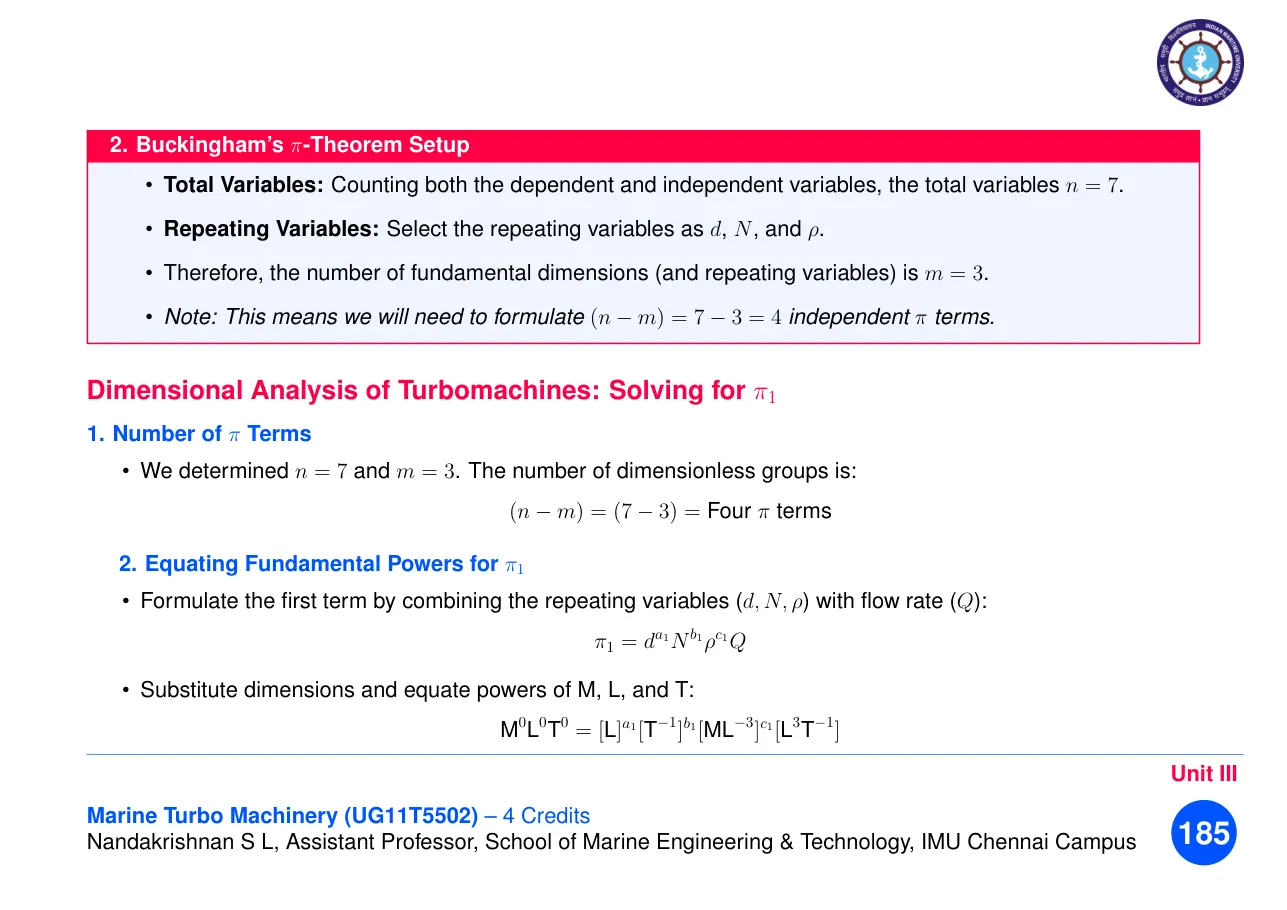 INDIAN MARITIME UNIVERSITY
2. Buckingham's π-Theorem Setup
• Total Variables: Counting both the dependent and independent variables, the total variables n = 7.
• Repeating Variables: Select the repeating variables as d, N, and ρ.
• Therefore, the number of fundamental dimensions (and repeating variables) is m = 3.
• Note: This means we will need to formulate (n − m) = 7 − 3 = 4 independent π terms.
Dimensional Analysis of Turbomachines: Solving for π₁
1. Number of π Terms
• We determined n = 7 and m = 3. The number of dimensionless groups is:
(n − m) = (7 − 3) = Four π terms
2. Equating Fundamental Powers for π₁
• Formulate the first term by combining the repeating variables (d, N, ρ) with flow rate (Q):
π₁ = d^{a₁} N^{b₁} ρ^{c₁} Q
• Substitute dimensions and equate powers of M, L, and T:
M⁰L⁰T⁰ = [L]^{a₁}[T⁻¹]^{b₁}[ML⁻³]^{c₁}[L³T⁻¹]
Unit III
Marine Turbo Machinery (UG11T5502) – 4 Credits
Nandakrishnan S L, Assistant Professor, School of Marine Engineering & Technology, IMU Chennai Campus
185